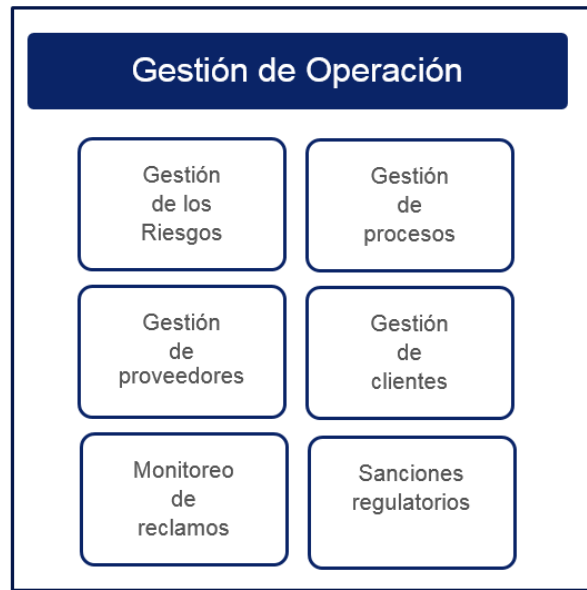 Gestión de Operación
Gestión
de los
Riesgos
Gestión
de
procesos
Gestión
de
proveedores
Gestión
de
clientes
Monitoreo
de
reclamos
Sanciones
regulatorios